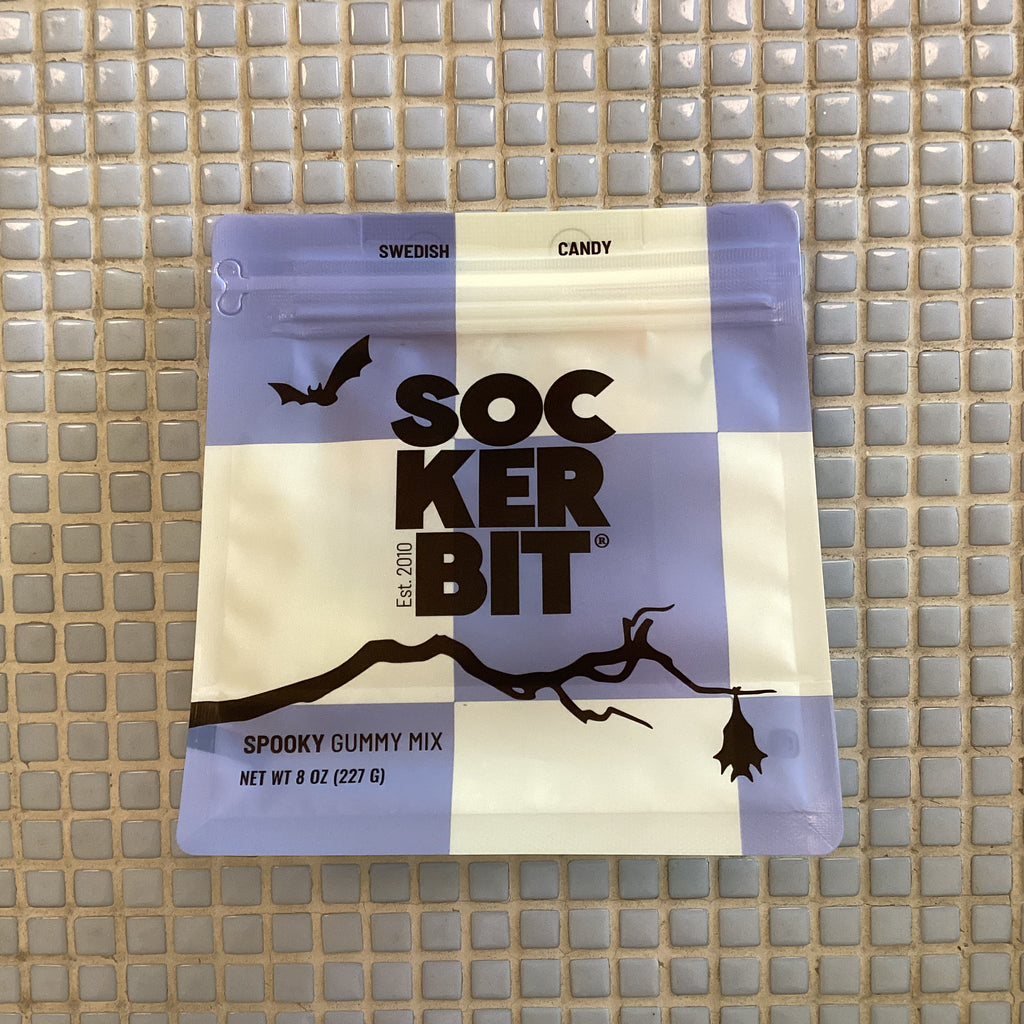 SWEDISH CANDY
SOC
KER
BIT®
Est. 2010
SPOOKY GUMMY MIX
NET WT 8 OZ (227 G)